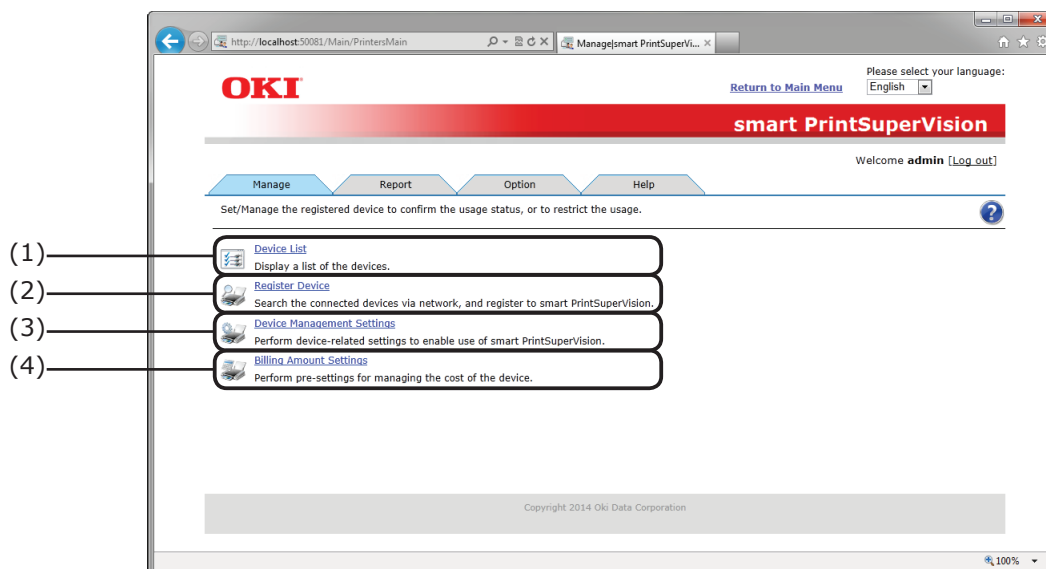 http://localhost:50081/Main/PrintersMain
Manage|smart PrintSuperVi...
OKI
Return to Main Menu
Please select your language:
English
smart PrintSuperVision
Welcome admin [Log out]
Manage
Report
Option
Help
Set/Manage the registered device to confirm the usage status, or to restrict the usage.
?
(1)
Device List
Display a list of the devices.
(2)
Register Device
Search the connected devices via network, and register to smart PrintSuperVision.
(3)
Device Management Settings
Perform device-related settings to enable use of smart PrintSuperVision.
(4)
Billing Amount Settings
Perform pre-settings for managing the cost of the device.
Copyright 2014 Oki Data Corporation
100%